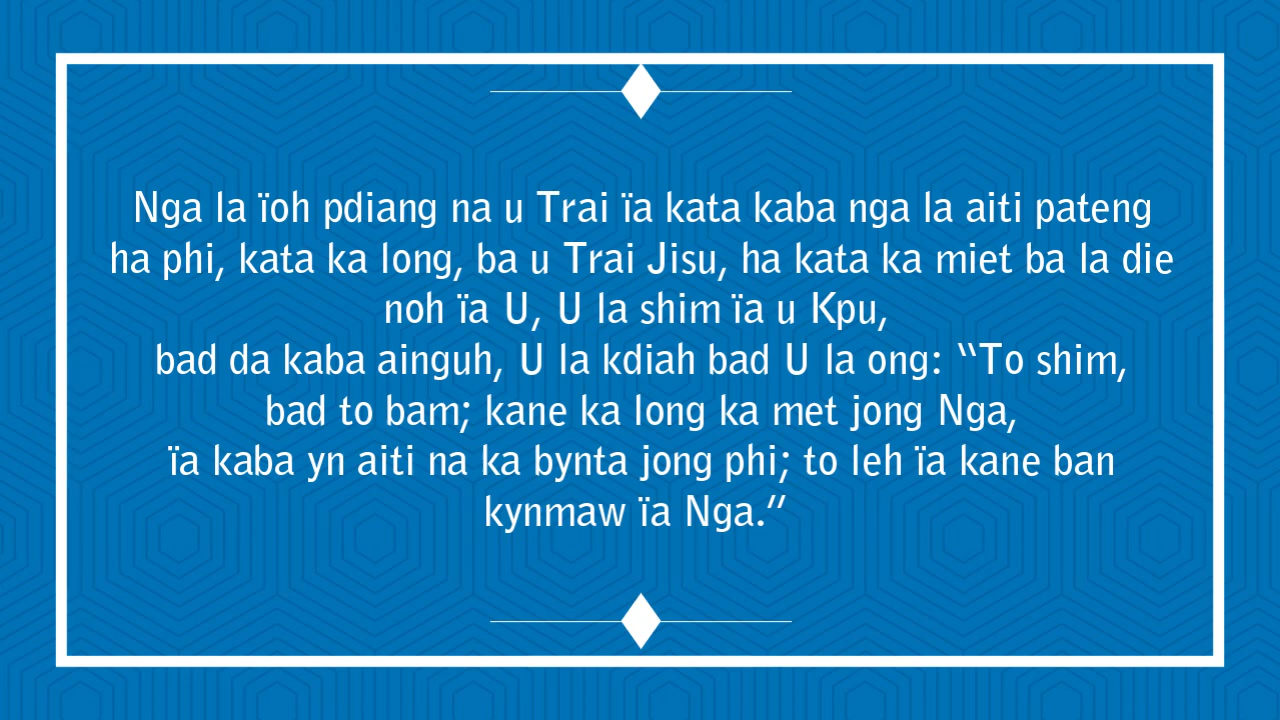 Nga la ïoh pdiang na u Trai ïa kata kaba nga la aiti pateng
ha phi, kata ka long, ba u Trai Jisu, ha kata ka miet ba la die
noh ïa U, U la shim ïa u Kpu,
bad da kaba ainguh, U la kdiah bad U la ong: “To shim,
bad to bam; kane ka long ka met jong Nga,
ïa kaba yn aiti na ka bynta jong phi; to leh ïa kane ban
kynmaw ïa Nga.”